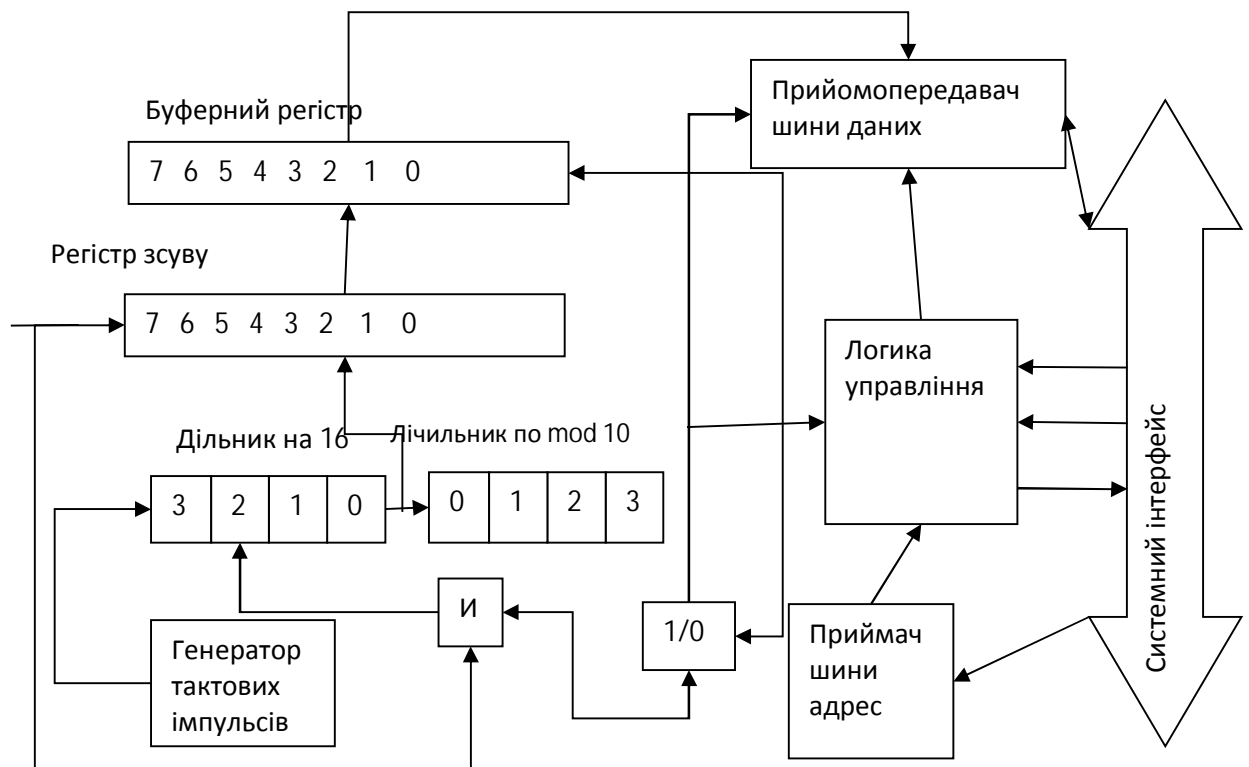 Прийомопередавач
шини даних
Буферний регістр
7 6 5 4 3 2 1 0
Регістр зсуву
7 6 5 4 3 2 1 0
Логика
управління
Дільник на 16
Лічильник по mod 10
3 2 1 0
0 1 2 3
Системний інтерфейс
И
1/0
Генератор
тактових
імпульсів
Приймач
шини
адрес